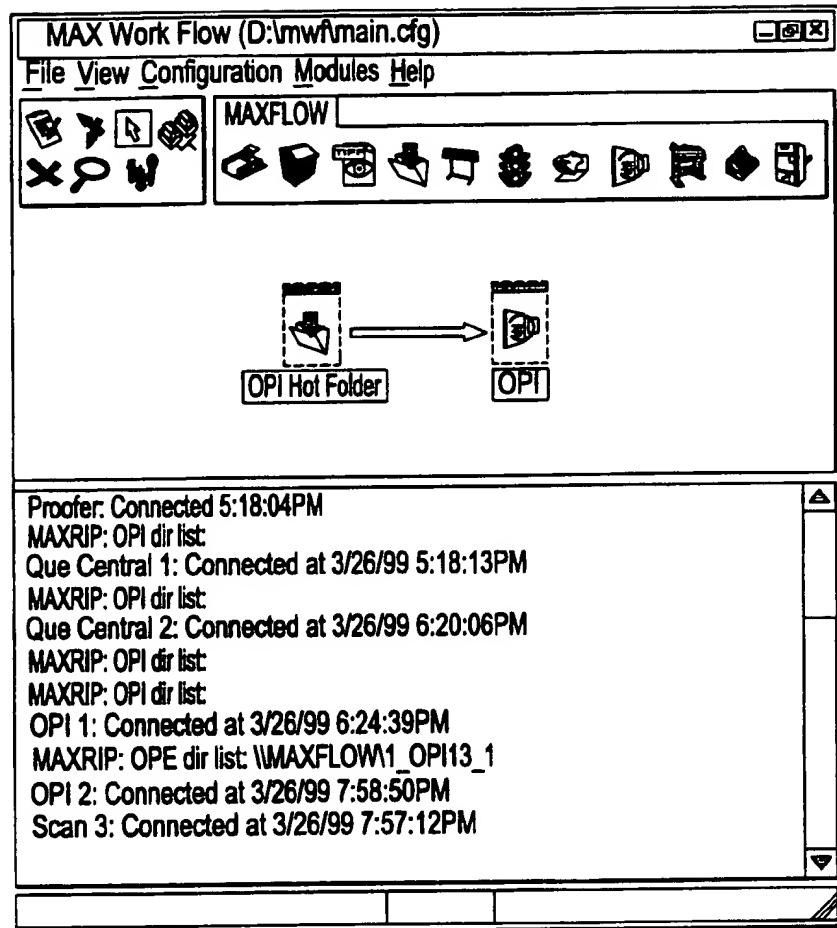 MAX Work Flow (D:\mwf\main.cfg)
File View Configuration Modules Help
MAXFLOW
TIFF
OPI Hot Folder
OPI
Proofer: Connected 5:18:04PM
MAXRIP: OPI dir list:
Que Central 1: Connected at 3/26/99 5:18:13PM
MAXRIP: OPI dir list:
Que Central 2: Connected at 3/26/99 6:20:06PM
MAXRIP: OPI dir list:
MAXRIP: OPI dir list:
OPI 1: Connected at 3/26/99 6:24:39PM
MAXRIP: OPE dir list: \\MAXFLOW\1_OPI13_1
OPI 2: Connected at 3/26/99 7:58:50PM
Scan 3: Connected at 3/26/99 7:57:12PM